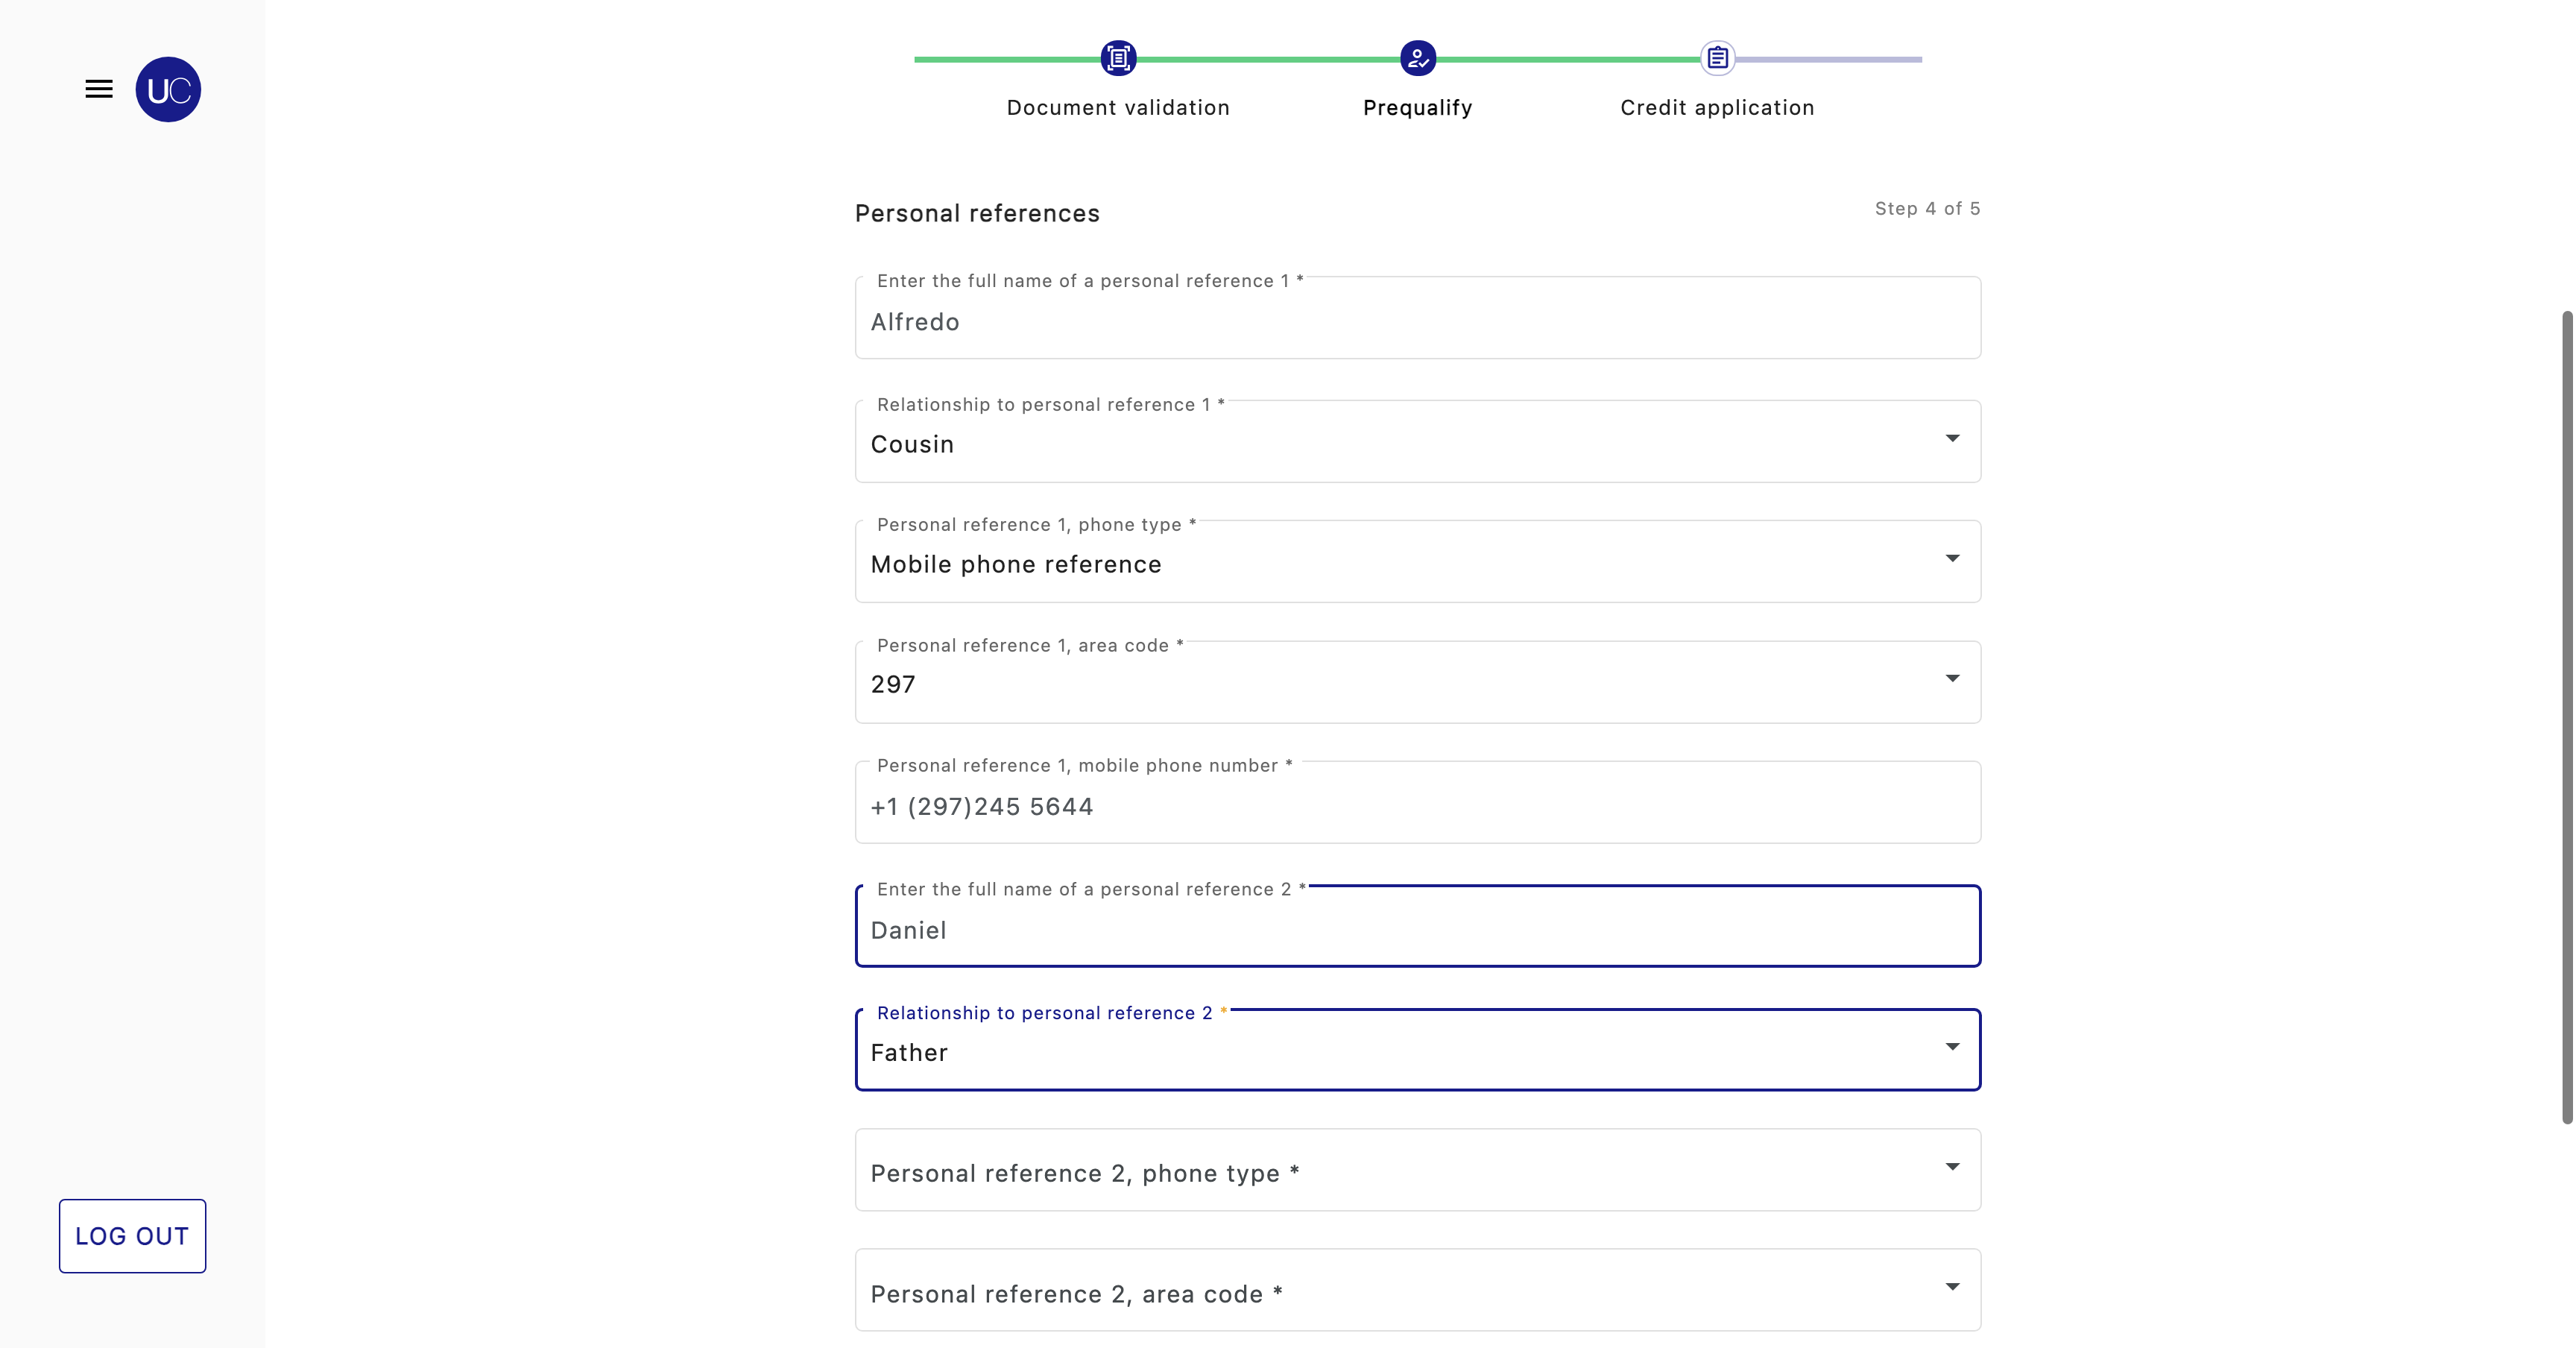 UC
Document validation
Prequalify
Credit application
Personal references
Step 4 of 5
Enter the full name of a personal reference 1 *
Alfredo
Relationship to personal reference 1 *
Cousin
Personal reference 1, phone type *
Mobile phone reference
Personal reference 1, area code *
297
Personal reference 1, mobile phone number *
+1 (297)245 5644
Enter the full name of a personal reference 2 *
Daniel
Relationship to personal reference 2 *
Father
Personal reference 2, phone type *
Personal reference 2, area code *
LOG OUT